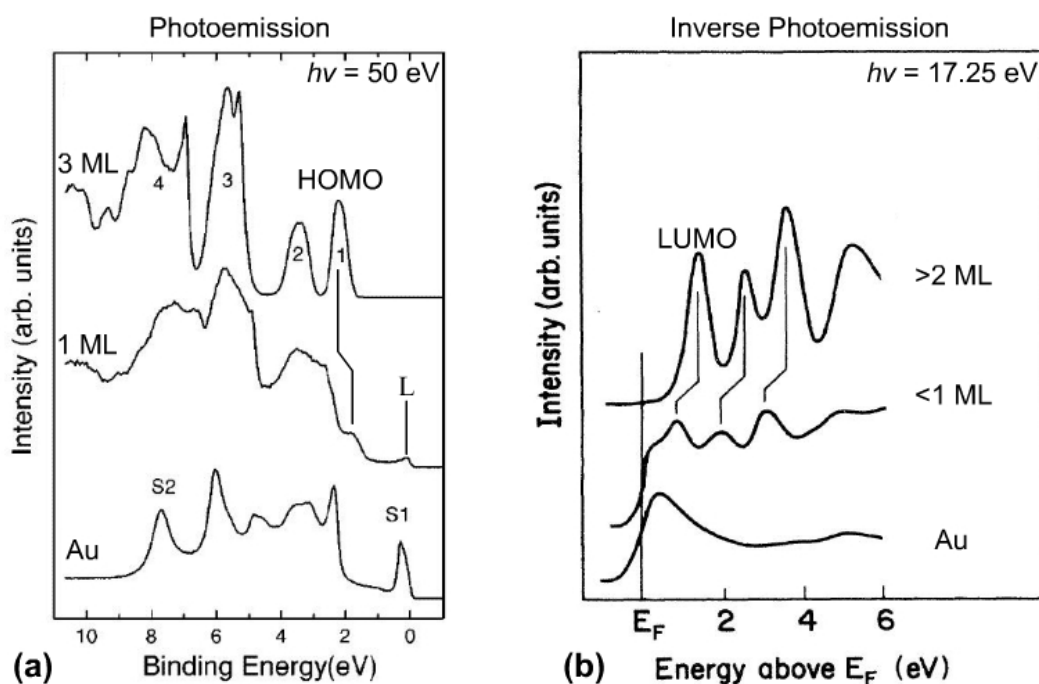 Photoemission
hν = 50 eV
3 ML
4
3
HOMO
2
1
1 ML
L
S2
S1
Au
Intensity (arb. units)
10 8 6 4 2 0
(a) Binding Energy(eV)
Inverse Photoemission
hν = 17.25 eV
LUMO
>2 ML
<1 ML
Au
Intensity (arb. units)
E_F 2 4 6
(b) Energy above E_F (eV)